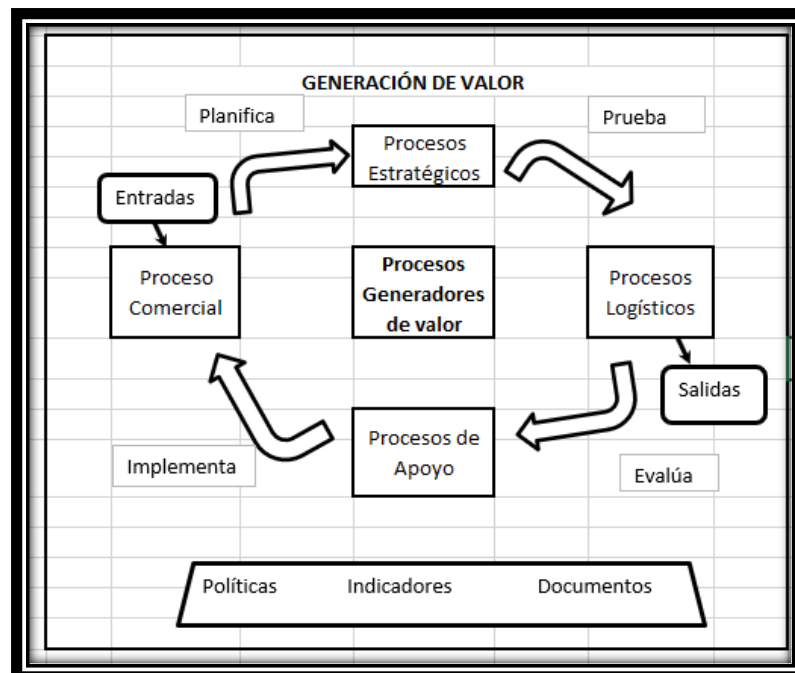 GENERACIÓN DE VALOR
Planifica
Prueba
Procesos
Estratégicos
Entradas
Proceso
Comercial
Procesos
Generadores
de valor
Procesos
Logísticos
Salidas
Procesos de
Apoyo
Implementa
Evalúa
Políticas Indicadores Documentos